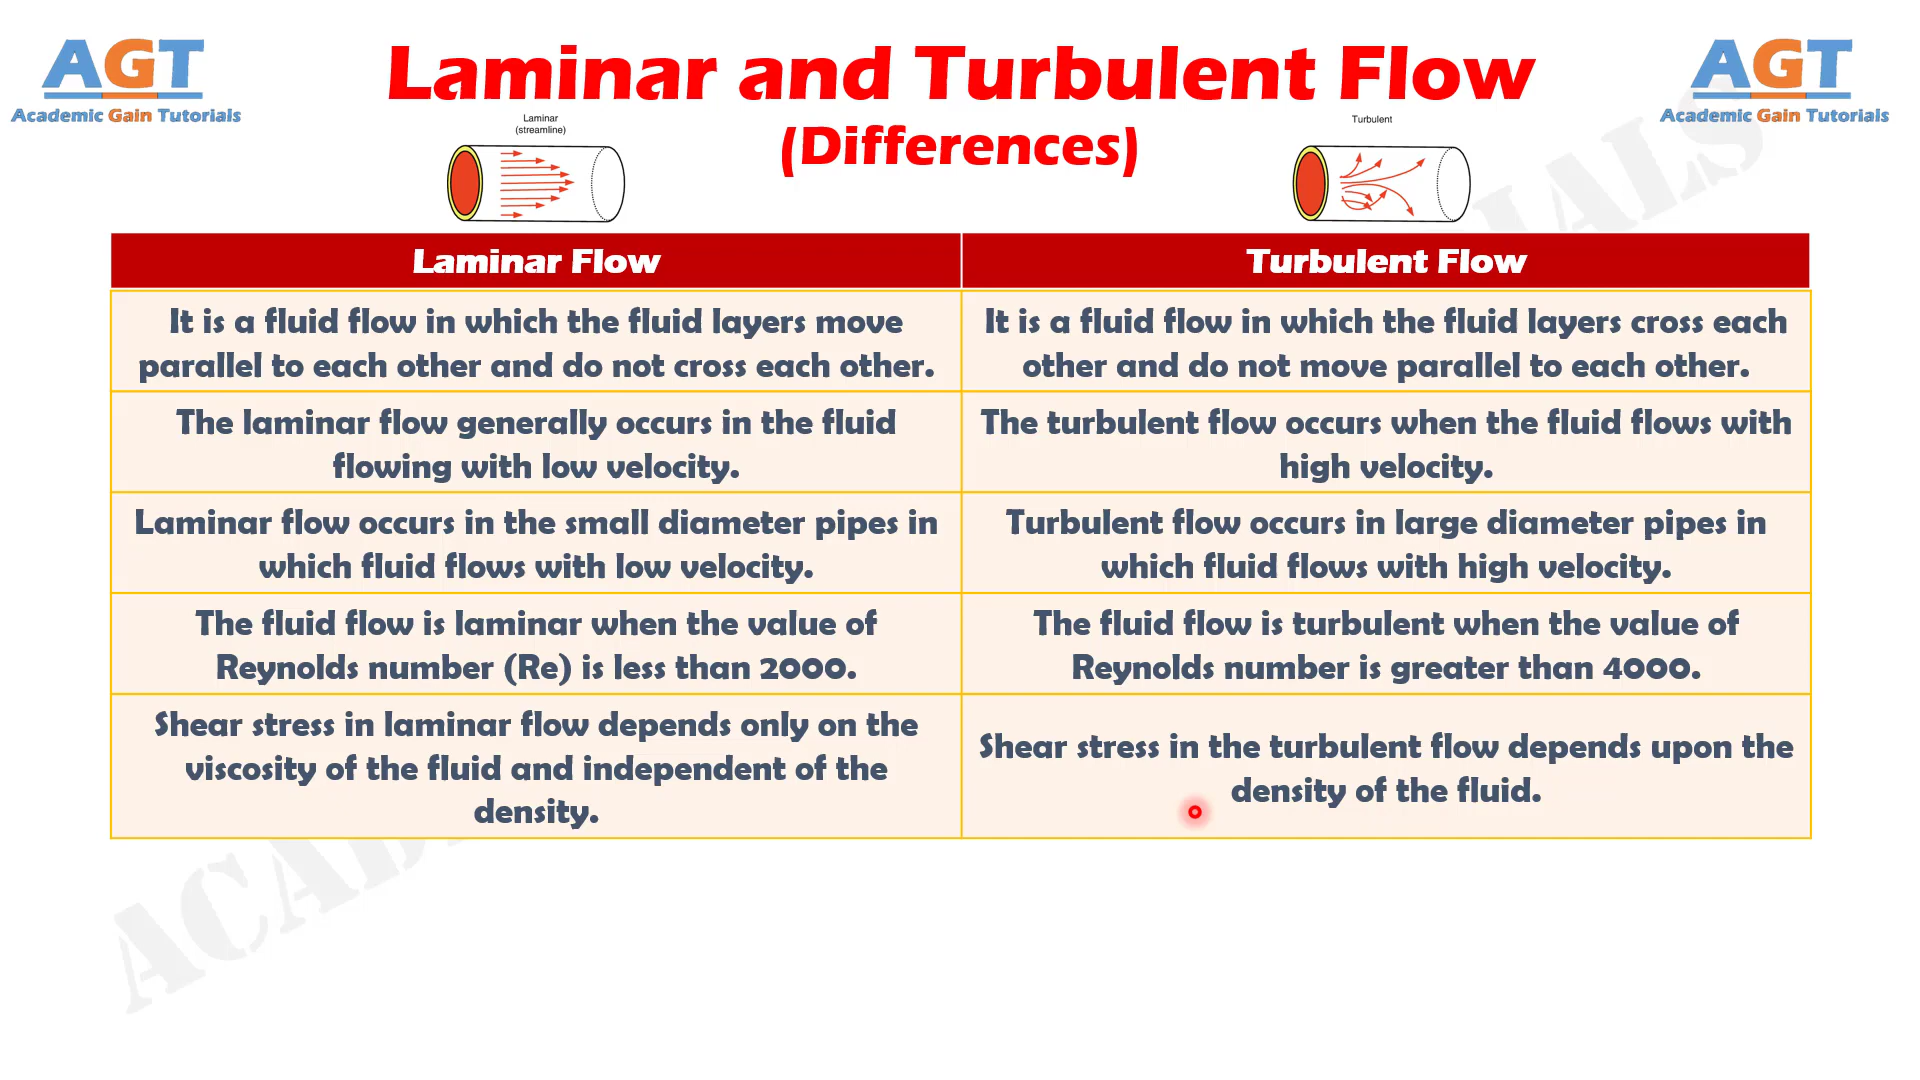 AGT
Academic Gain Tutorials
Laminar and Turbulent Flow
(Differences)
AGT
Academic Gain Tutorials
Laminar
(streamline)
Turbulent
Laminar Flow
Turbulent Flow
It is a fluid flow in which the fluid layers move
parallel to each other and do not cross each other.
It is a fluid flow in which the fluid layers cross each
other and do not move parallel to each other.
The laminar flow generally occurs in the fluid
flowing with low velocity.
The turbulent flow occurs when the fluid flows with
high velocity.
Laminar flow occurs in the small diameter pipes in
which fluid flows with low velocity.
Turbulent flow occurs in large diameter pipes in
which fluid flows with high velocity.
The fluid flow is laminar when the value of
Reynolds number (Re) is less than 2000.
The fluid flow is turbulent when the value of
Reynolds number is greater than 4000.
Shear stress in laminar flow depends only on the
viscosity of the fluid and independent of the
density.
Shear stress in the turbulent flow depends upon the
density of the fluid.